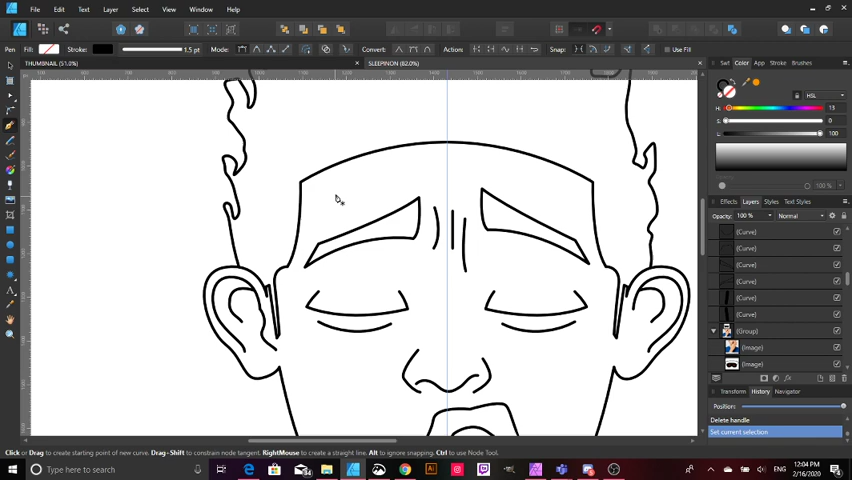 File Edit Text Layer Select View Window Help
Pen Fill: Stroke: 1.5 pt Mode: Convert: Action: Snap: Use Fill
THUMBNAIL (51.0%) × SLEEPINON (82.0%) ×
Set Color App Stroke Brushes
HSL
H: 13
S: 0
L: 100
100 %
Effects Layers Styles Text Styles
Opacity: 100 % Normal
(Curve)
(Curve)
(Curve)
(Curve)
(Curve)
(Curve)
(Group)
(Image)
(Image)
Transform History Navigator
Position:
Delete handle
Set current selection
Click or Drag to create starting point of new curve. Drag+Shift to constrain node tangent. RightMouse to create a straight line. Alt to ignore snapping. Ctrl to use Node Tool.
Type here to search
ENG
12:04 PM
2/16/2020